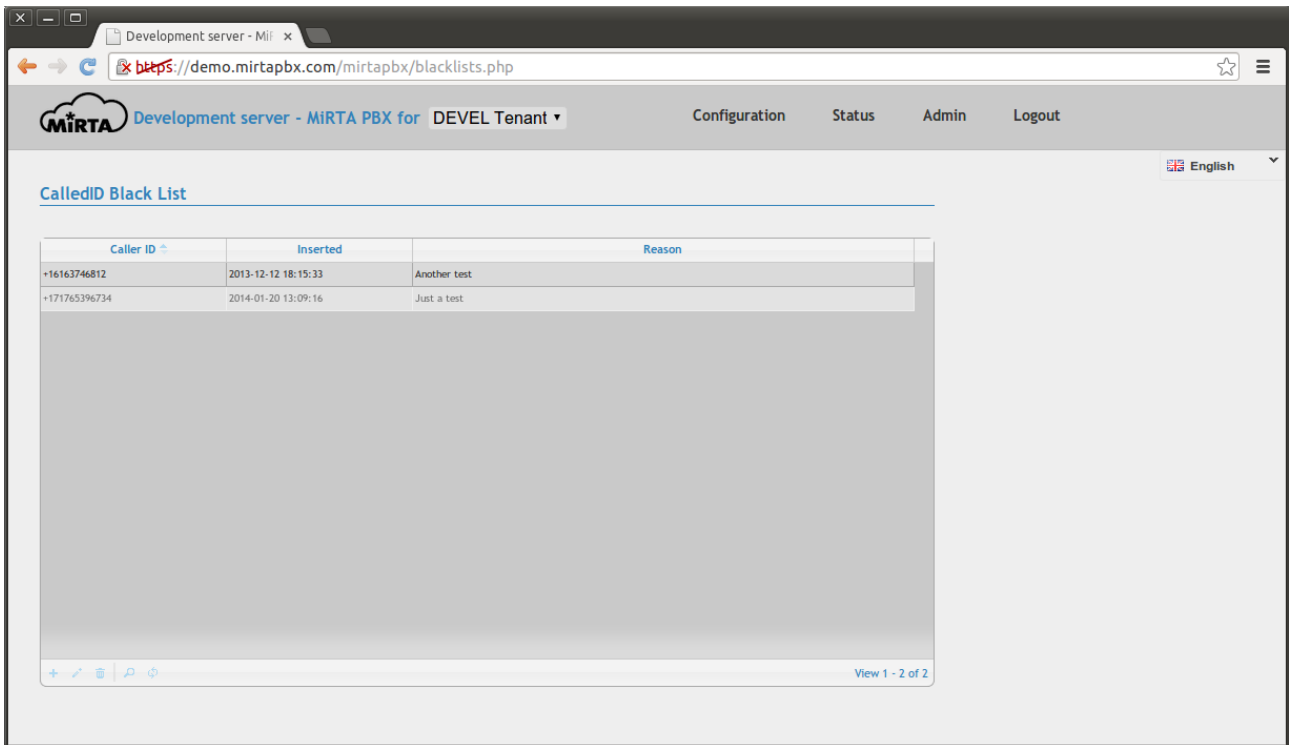 Development server - MiR
https://demo.mirtapbx.com/mirtapbx/blacklists.php
MiRTA Development server - MiRTA PBX for DEVEL Tenant Configuration Status Admin Logout
English
CalledID Black List
Caller ID Inserted Reason
+16163746812 2013-12-12 18:15:33 Another test
+171765396734 2014-01-20 13:09:16 Just a test
View 1 - 2 of 2